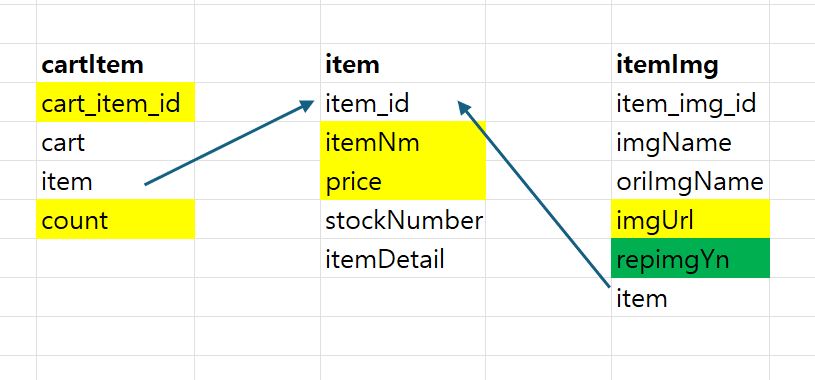 cartItem item itemImg
cart_item_id item_id item_img_id
cart itemNm imgName
item price oriImgName
count stockNumber imgUrl
itemDetail repimgYn
item